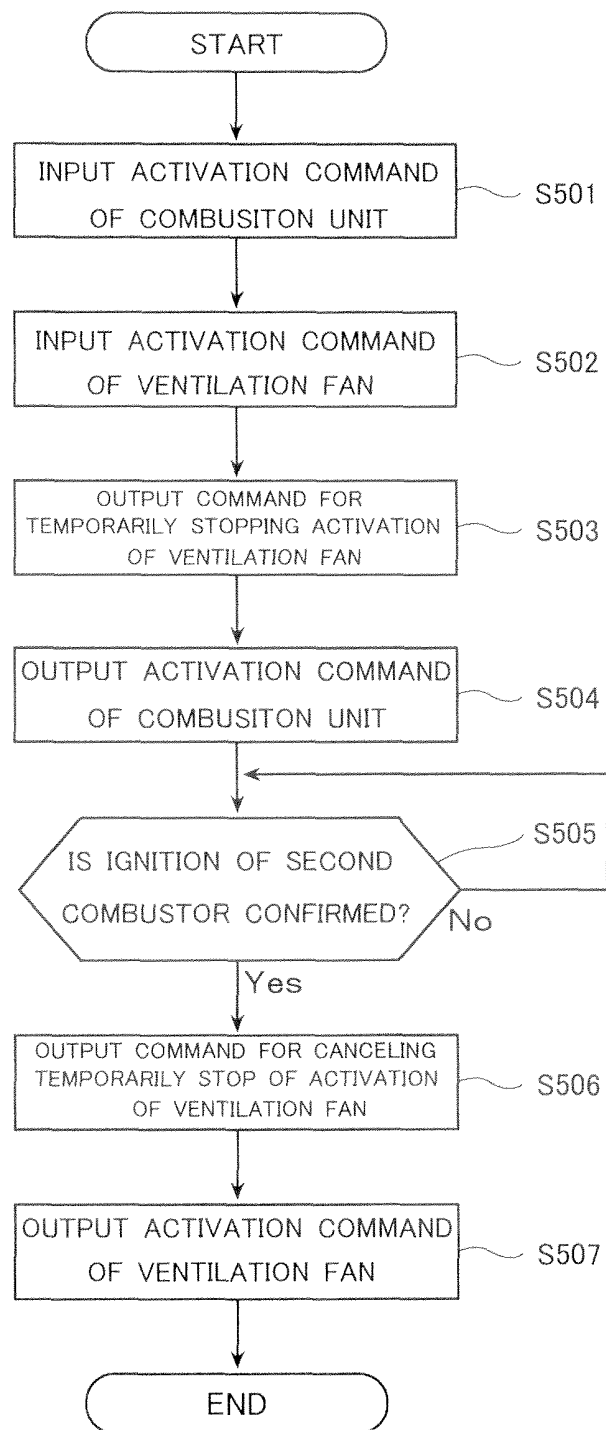 START
INPUT ACTIVATION COMMAND
OF COMBUSITON UNIT
S501
INPUT ACTIVATION COMMAND
OF VENTILATION FAN
S502
OUTPUT COMMAND FOR
TEMPORARILY STOPPING ACTIVATION
OF VENTILATION FAN
S503
OUTPUT ACTIVATION COMMAND
OF COMBUSITON UNIT
S504
IS IGNITION OF SECOND
COMBUSTOR CONFIRMED?
S505
No
Yes
OUTPUT COMMAND FOR CANCELING
TEMPORARILY STOP OF ACTIVATION
OF VENTILATION FAN
S506
OUTPUT ACTIVATION COMMAND
OF VENTILATION FAN
S507
END